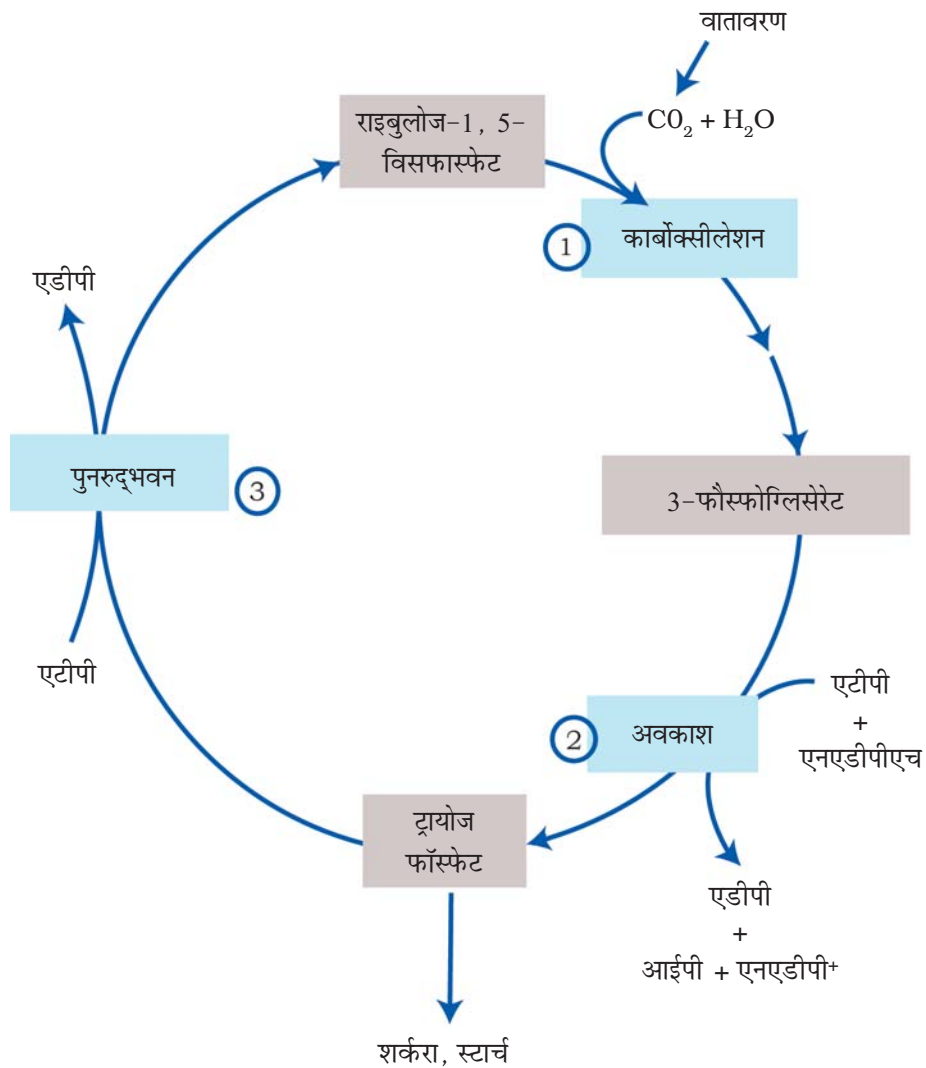 वातावरण
C0₂ + H₂O
राइबुलोज-1, 5-
विसफास्फेट
1
कार्बोक्सीलेशन
एडीपी
पुनरुद्‌भवन
3
3-फौस्फोग्लिसेरेट
एटीपी
2
अवकाश
एटीपी
+
एनएडीपीएच
ट्रायोज
फॉस्फेट
एडीपी
+
आईपी + एनएडीपी⁺
शर्करा, स्टार्च